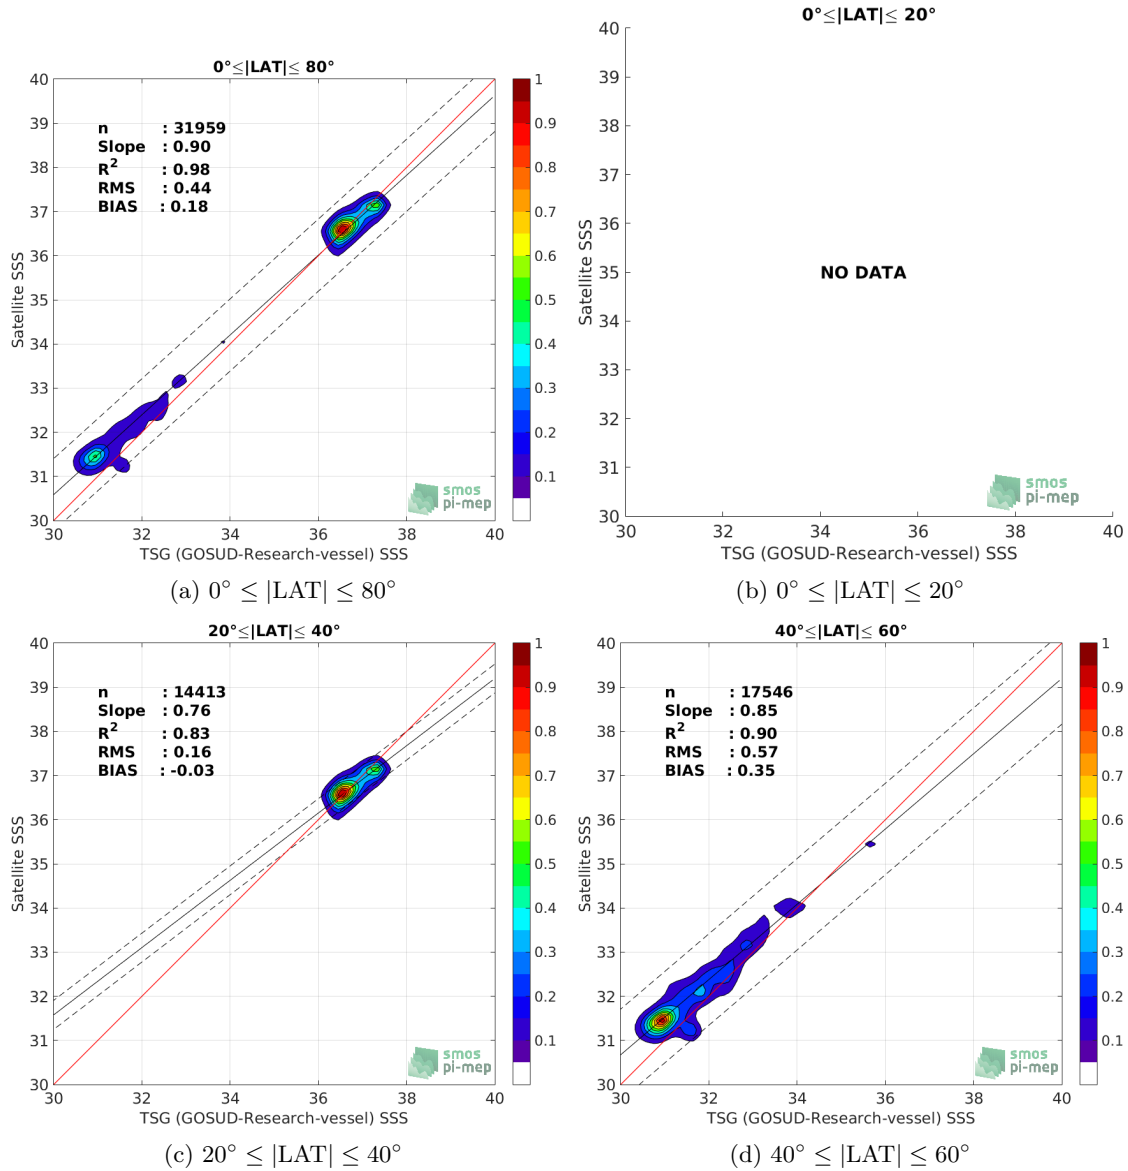 0°≤|LAT|≤ 80°
40
39
38
37
36
35
34
33
32
31
30
Satellite SSS
n : 31959
Slope : 0.90
R² : 0.98
RMS : 0.44
BIAS : 0.18
1
0.9
0.8
0.7
0.6
0.5
0.4
0.3
0.2
0.1
smos
pi-mep
30 32 34 36 38 40
TSG (GOSUD-Research-vessel) SSS
(a) 0° ≤ |LAT| ≤ 80°
0°≤|LAT|≤ 20°
40
39
38
37
36
35
34
33
32
31
30
Satellite SSS
NO DATA
smos
pi-mep
30 32 34 36 38 40
TSG (GOSUD-Research-vessel) SSS
(b) 0° ≤ |LAT| ≤ 20°
20°≤|LAT|≤ 40°
40
39
38
37
36
35
34
33
32
31
30
Satellite SSS
n : 14413
Slope : 0.76
R² : 0.83
RMS : 0.16
BIAS : -0.03
1
0.9
0.8
0.7
0.6
0.5
0.4
0.3
0.2
0.1
smos
pi-mep
30 32 34 36 38 40
TSG (GOSUD-Research-vessel) SSS
(c) 20° ≤ |LAT| ≤ 40°
40°≤|LAT|≤ 60°
40
39
38
37
36
35
34
33
32
31
30
Satellite SSS
n : 17546
Slope : 0.85
R² : 0.90
RMS : 0.57
BIAS : 0.35
1
0.9
0.8
0.7
0.6
0.5
0.4
0.3
0.2
0.1
smos
pi-mep
30 32 34 36 38 40
TSG (GOSUD-Research-vessel) SSS
(d) 40° ≤ |LAT| ≤ 60°